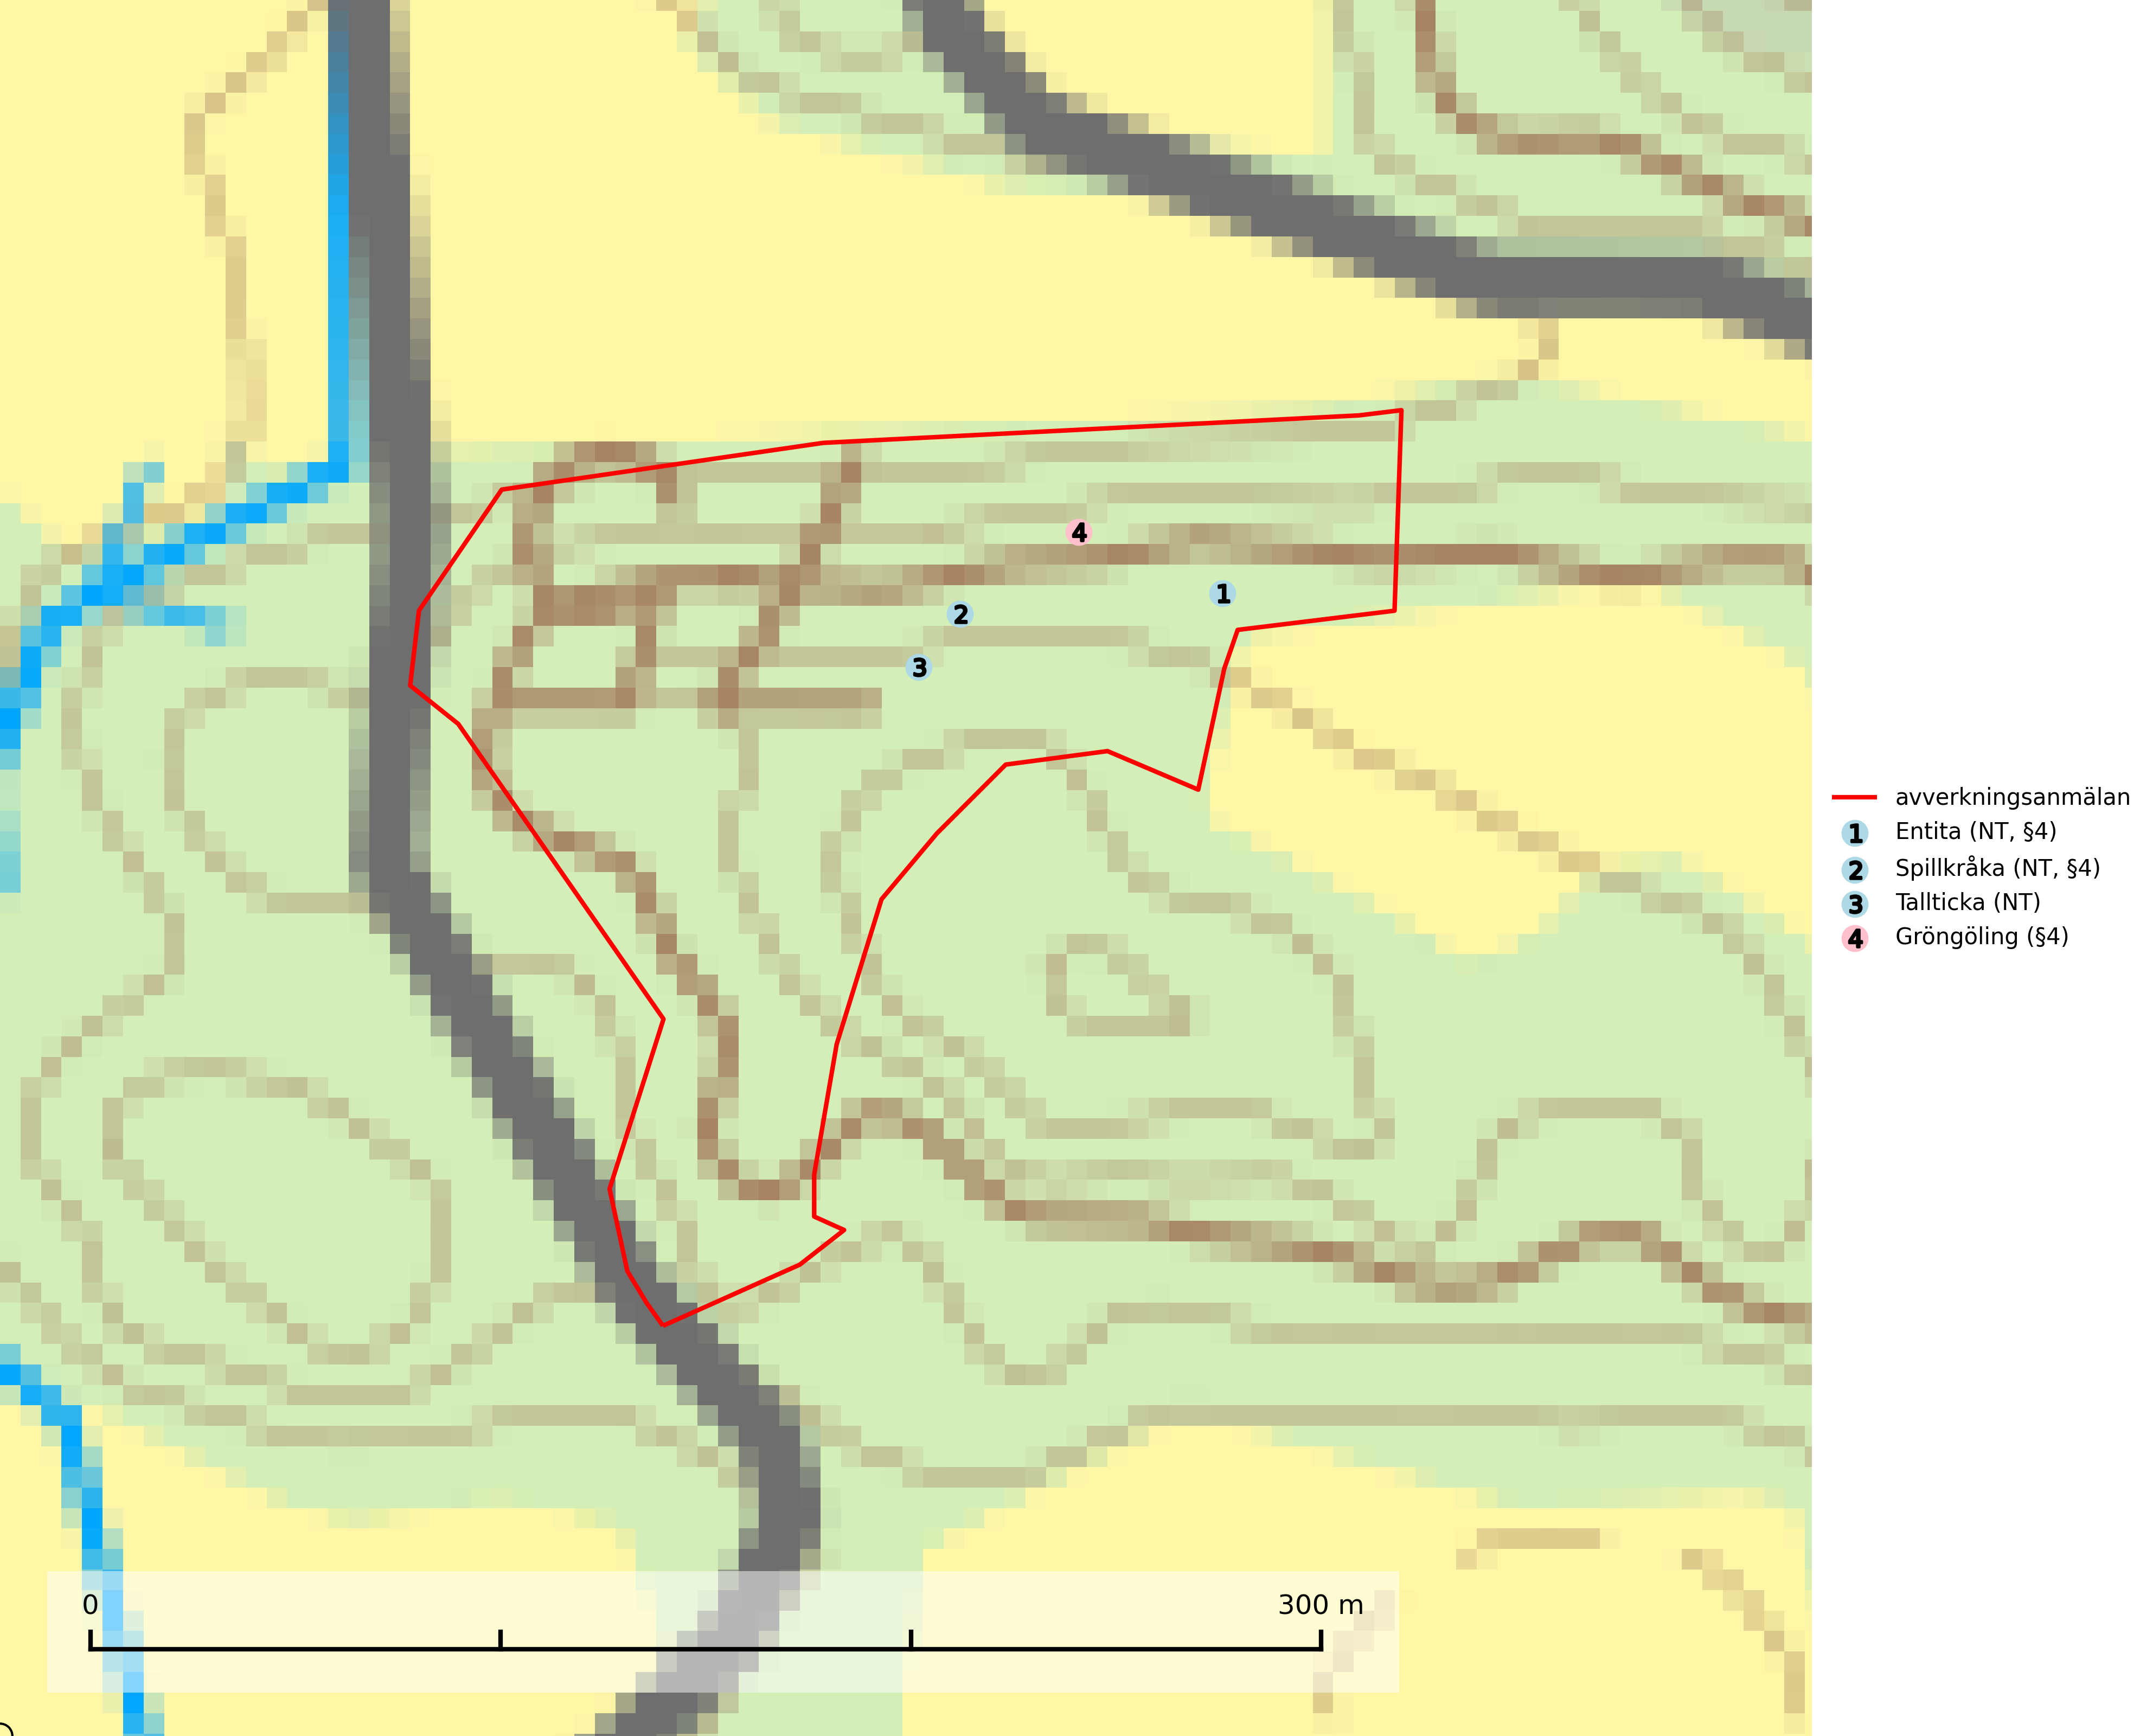 4
1
2
3
avverkningsanmälan
1 Entita (NT, §4)
2 Spillkråka (NT, §4)
3 Tallticka (NT)
4 Gröngöling (§4)
0 300 m